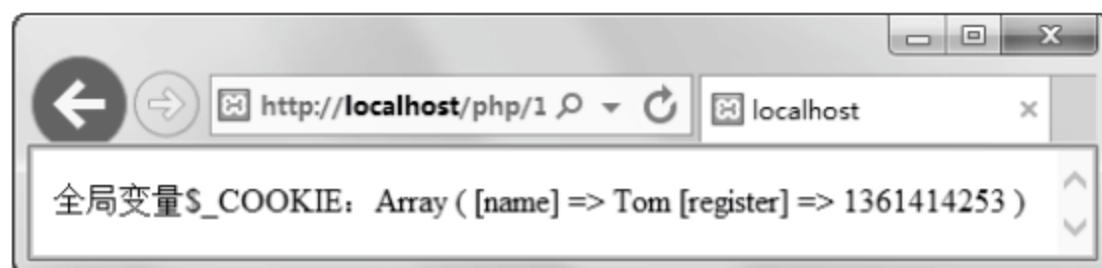 http://localhost/php/1
localhost
全局变量$_COOKIE：Array ( [name] => Tom [register] => 1361414253 )